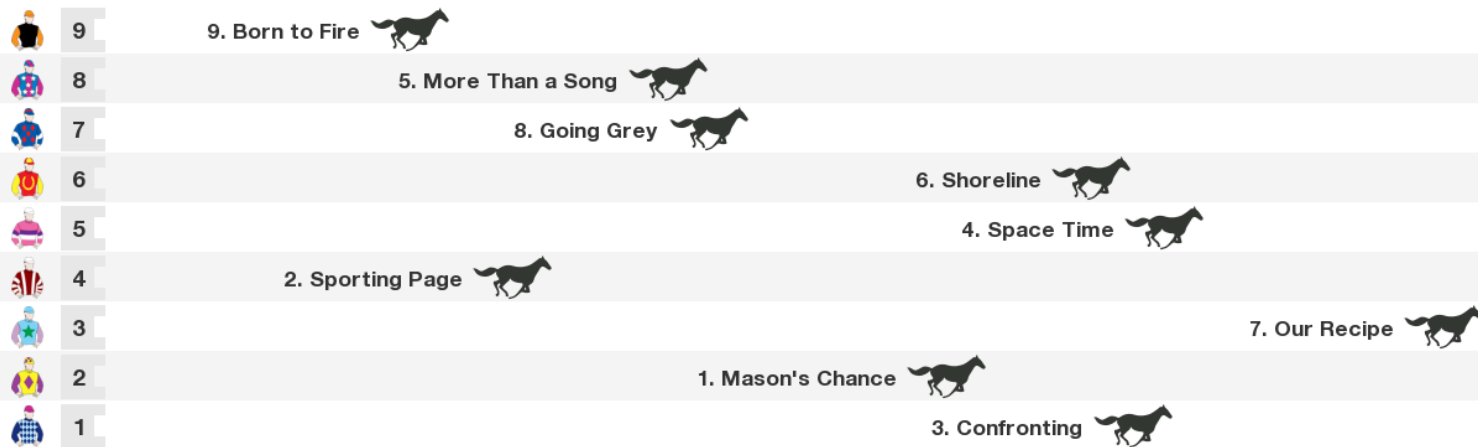 9 9. Born to Fire
8 5. More Than a Song
7 8. Going Grey
6 6. Shoreline
5 4. Space Time
4 2. Sporting Page
3 7. Our Recipe
2 1. Mason's Chance
1 3. Confronting